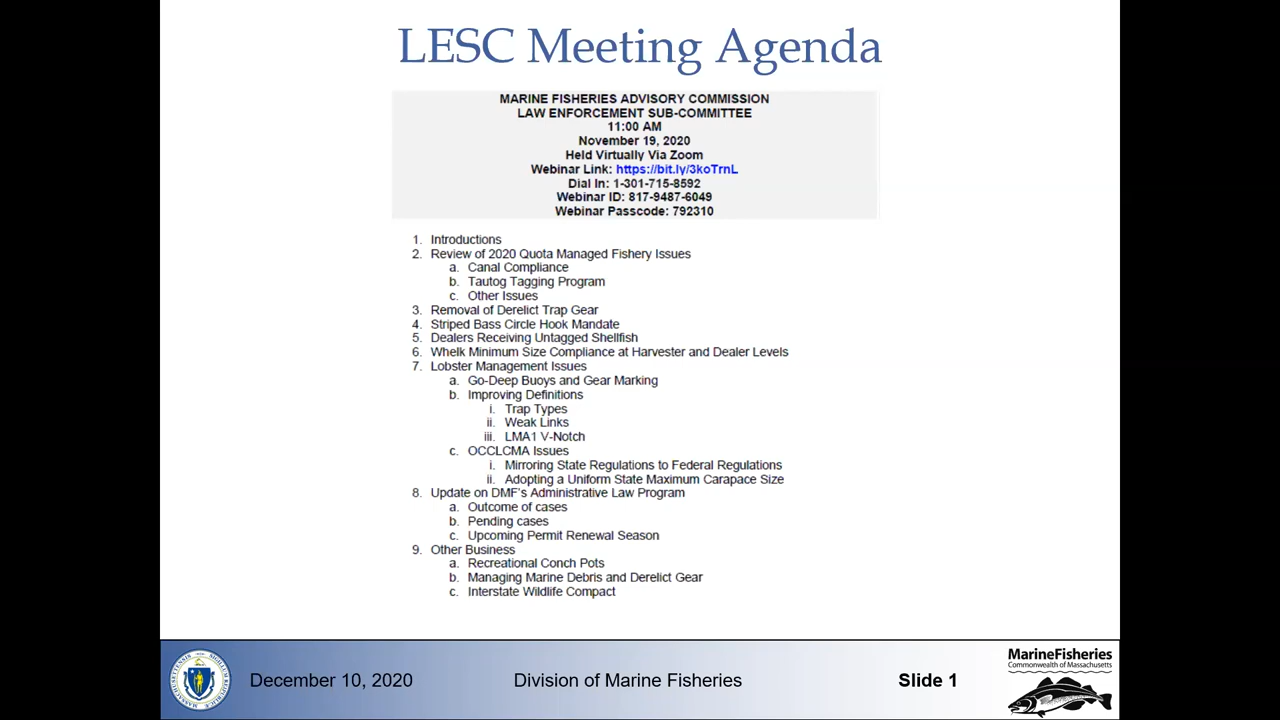 LESC Meeting Agenda
MARINE FISHERIES ADVISORY COMMISSION
LAW ENFORCEMENT SUB-COMMITTEE
11:00 AM
November 19, 2020
Held Virtually Via Zoom
Webinar Link: https://bit.ly/3koTrnL
Dial In: 1-301-715-8592
Webinar ID: 817-9487-6049
Webinar Passcode: 792310
1. Introductions
2. Review of 2020 Quota Managed Fishery Issues
a. Canal Compliance
b. Tautog Tagging Program
c. Other Issues
3. Removal of Derelict Trap Gear
4. Striped Bass Circle Hook Mandate
5. Dealers Receiving Untagged Shellfish
6. Whelk Minimum Size Compliance at Harvester and Dealer Levels
7. Lobster Management Issues
a. Go-Deep Buoys and Gear Marking
b. Improving Definitions
i. Trap Types
ii. Weak Links
iii. LMA1 V-Notch
c. OCCLCMA Issues
i. Mirroring State Regulations to Federal Regulations
ii. Adopting a Uniform State Maximum Carapace Size
8. Update on DMF's Administrative Law Program
a. Outcome of cases
b. Pending cases
c. Upcoming Permit Renewal Season
9. Other Business
a. Recreational Conch Pots
b. Managing Marine Debris and Derelict Gear
c. Interstate Wildlife Compact
December 10, 2020
Division of Marine Fisheries
Slide 1
MarineFisheries
Commonwealth of Massachusetts